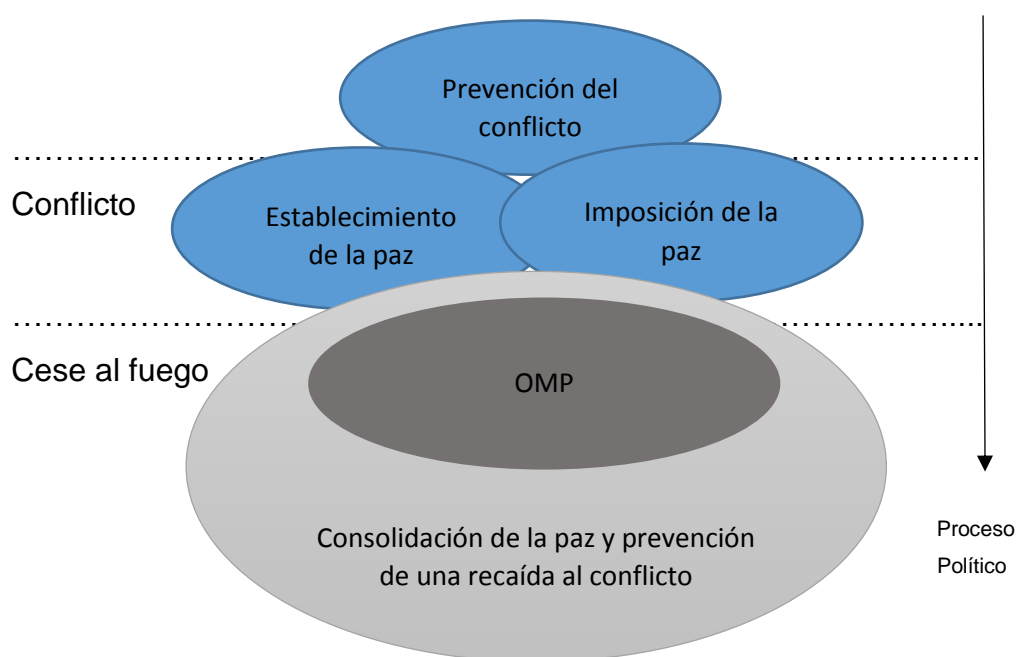 Prevención del
conflicto
Conflicto
Establecimiento
de la paz
Imposición de la
paz
Cese al fuego
OMP
Consolidación de la paz y prevención
de una recaída al conflicto
Proceso
Político